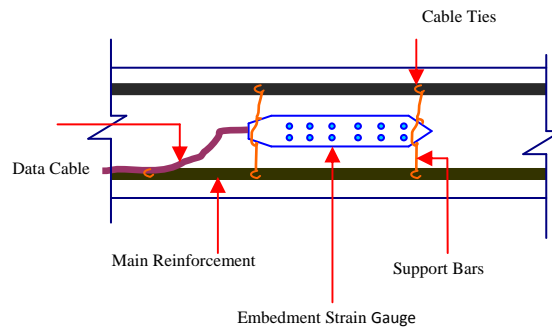 Cable Ties
Data Cable
Main Reinforcement
Support Bars
Embedment Strain Gauge